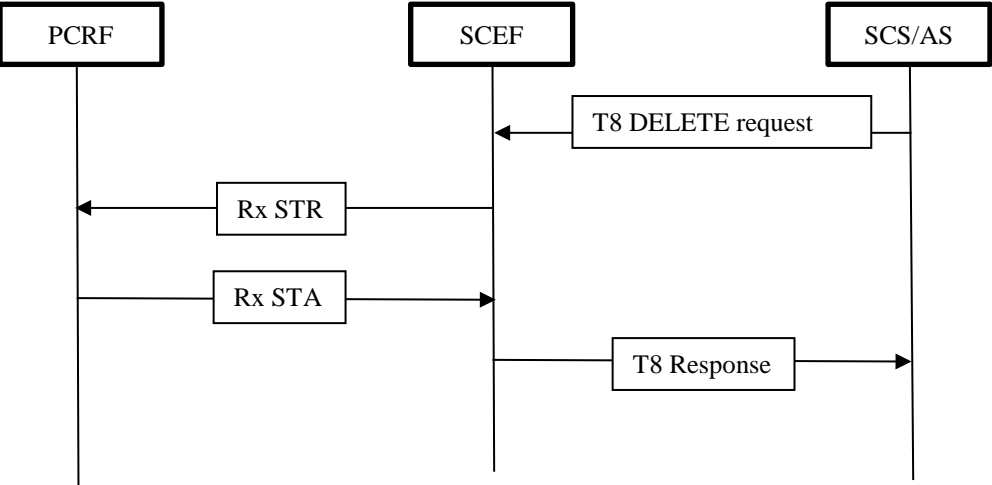 PCRF
SCEF
SCS/AS
T8 DELETE request
Rx STR
Rx STA
T8 Response